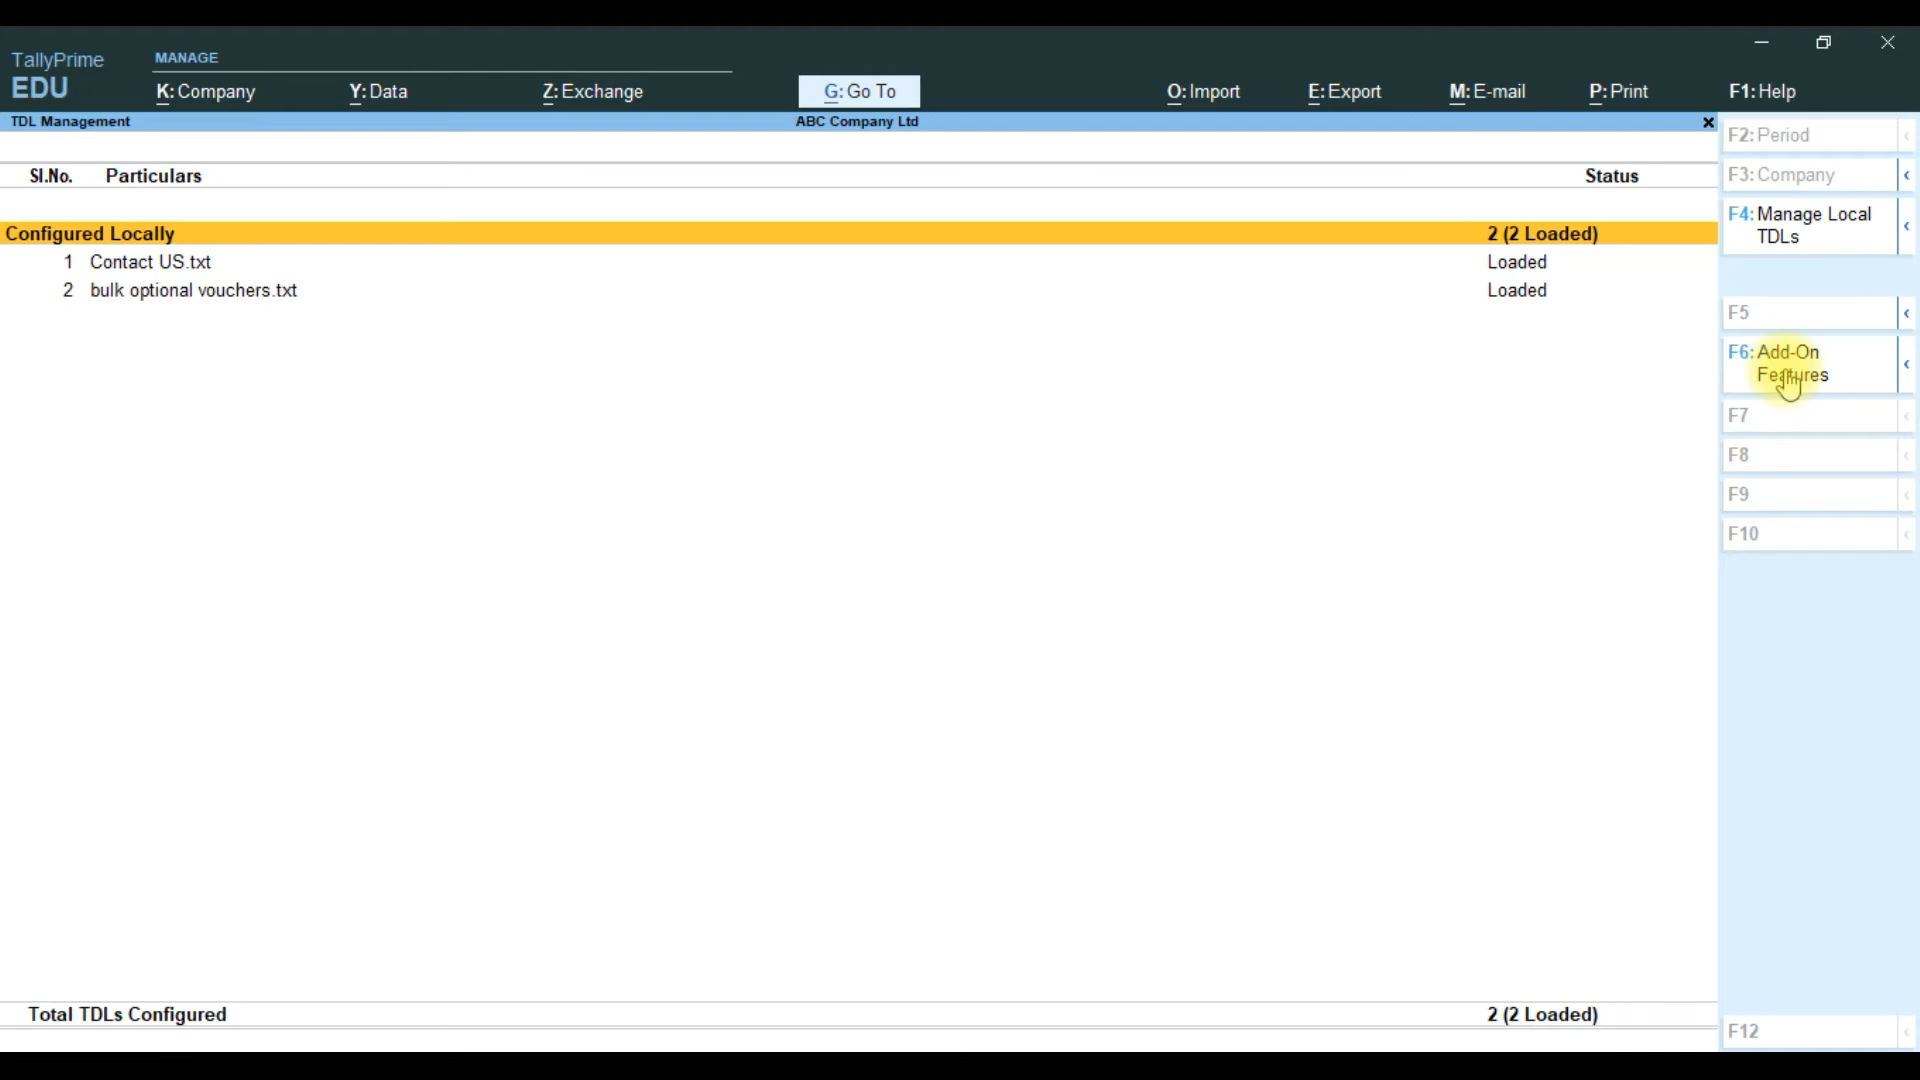 TallyPrime
EDU
MANAGE
K: Company
Y: Data
Z: Exchange
G: Go To
O: Import
E: Export
M: E-mail
P: Print
F1: Help
TDL Management
ABC Company Ltd
Sl.No. Particulars Status
Configured Locally 2 (2 Loaded)
1 Contact US.txt Loaded
2 bulk optional vouchers.txt Loaded
Total TDLs Configured 2 (2 Loaded)
F2: Period
F3: Company
F4: Manage Local
TDLs
F5
F6: Add-On
Features
F7
F8
F9
F10
F12